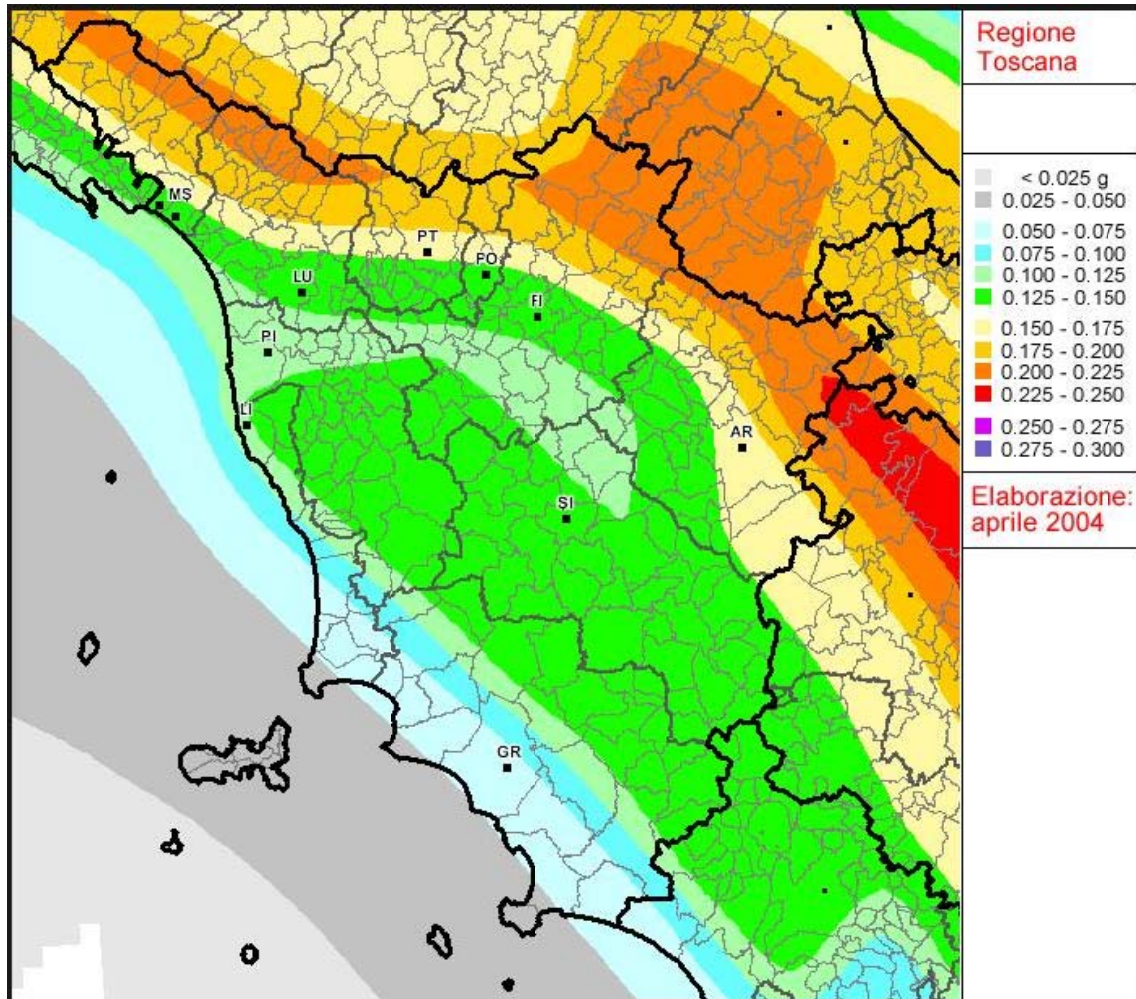 Regione
Toscana
< 0.025 g
0.025 - 0.050
0.050 - 0.075
0.075 - 0.100
0.100 - 0.125
0.125 - 0.150
0.150 - 0.175
0.175 - 0.200
0.200 - 0.225
0.225 - 0.250
0.250 - 0.275
0.275 - 0.300
Elaborazione:
aprile 2004
MS
PT
PO
LU
FI
PI
LI
AR
SI
GR